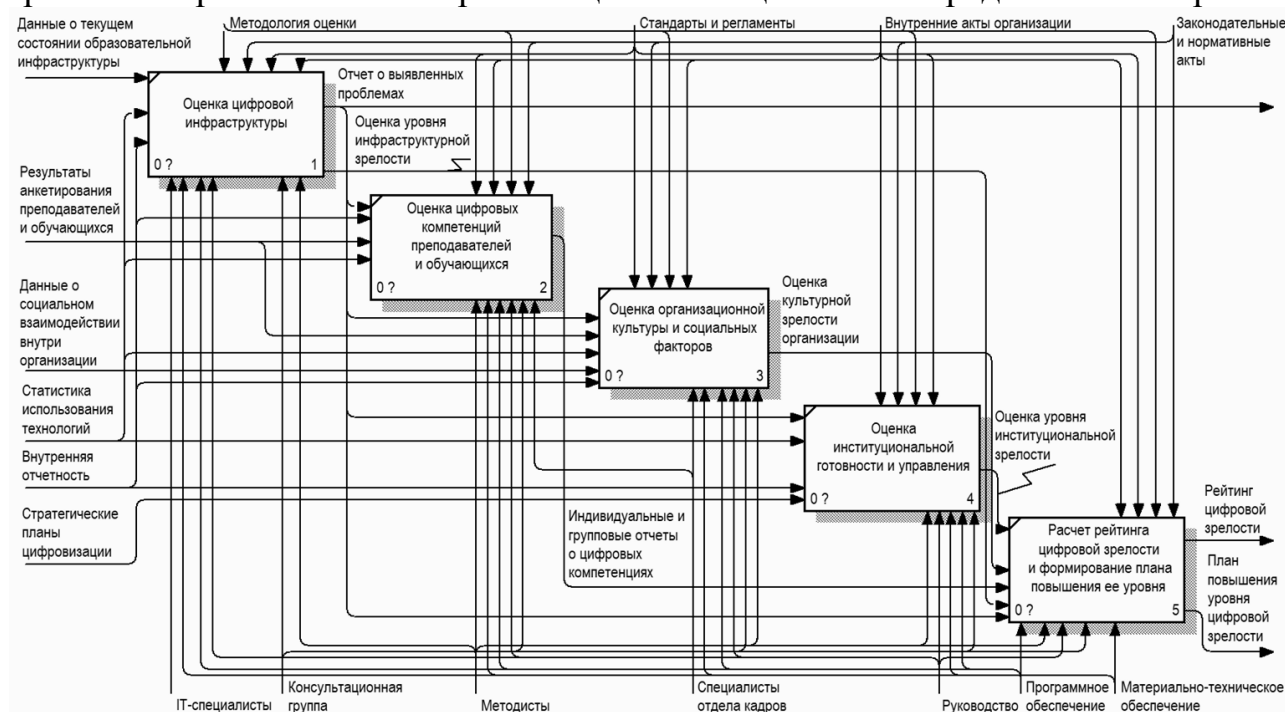 Данные о текущем
состоянии образовательной
инфраструктуры
Методология оценки
Стандарты и регламенты
Внутренние акты организации
Законодательные
и нормативные
акты
Оценка цифровой
инфраструктуры
0 ?
1
Отчет о выявленных
проблемах
Оценка уровня
инфраструктурной
зрелости
Результаты
анкетирования
преподавателей
и обучающихся
Оценка цифровых
компетенций
преподавателей
и обучающихся
0 ?
2
Данные о
социальном
взаимодействии
внутри
организации
Оценка организационной
культуры и социальных
факторов
0 ?
3
Оценка
культурной
зрелости
организации
Статистика
использования
технологий
Внутренняя
отчетность
Стратегические
планы
цифровизации
Оценка
институциональной
готовности и управления
0 ?
4
Оценка уровня
институциональной
зрелости
Индивидуальные и
групповые отчеты
о цифровых
компетенциях
Расчет рейтинга
цифровой зрелости
и формирование плана
повышения ее уровня
0 ?
5
Рейтинг
цифровой
зрелости
План
повышения
уровня
цифровой
зрелости
IT-специалисты
Консультационная
группа
Методисты
Специалисты
отдела кадров
Руководство
Программное
обеспечение
Материально-техническое
обеспечение